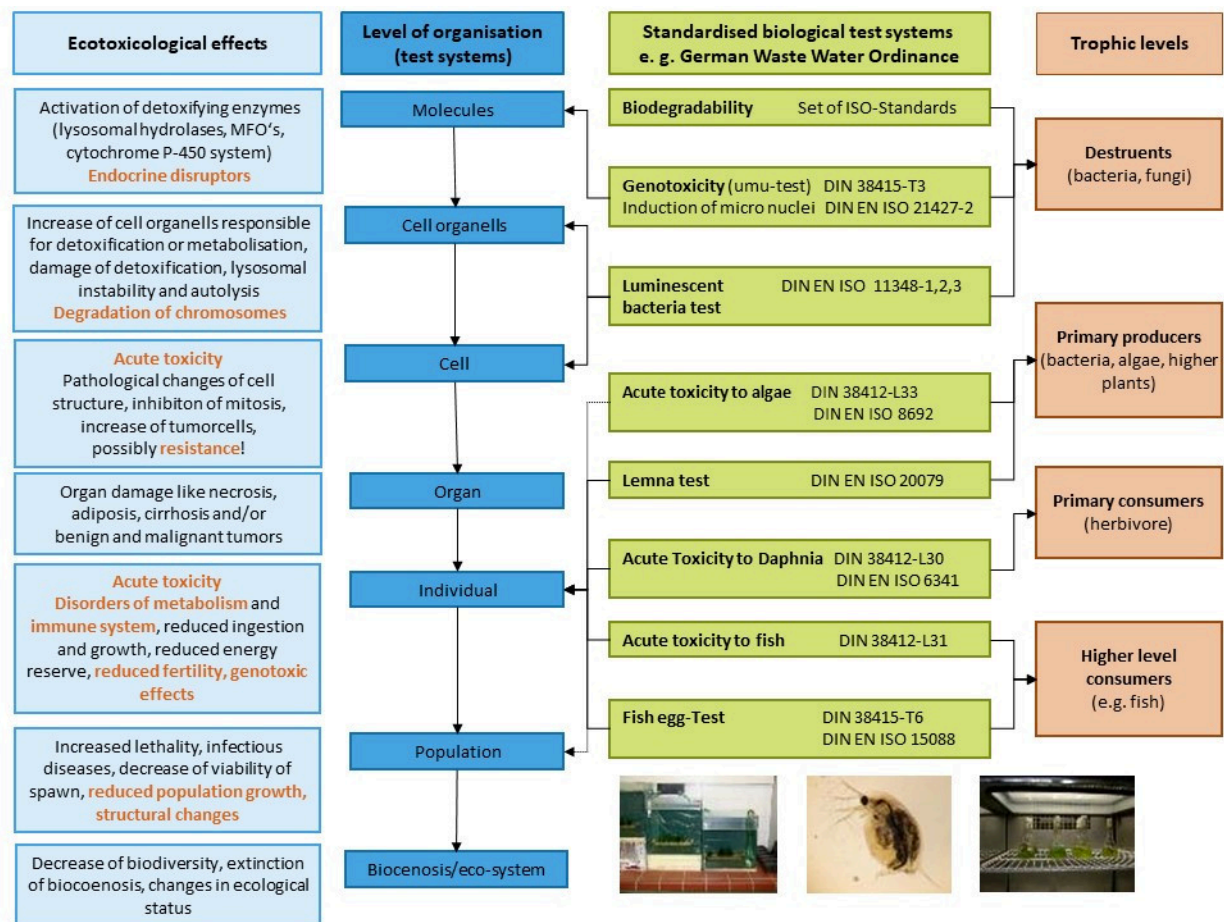 Ecotoxicological effects
Activation of detoxifying enzymes
(lysosomal hydrolases, MFO's,
cytochrome P-450 system)
Endocrine disruptors
Increase of cell organells responsible
for detoxification or metabolisation,
damage of detoxification, lysosomal
instability and autolysis
Degradation of chromosomes
Acute toxicity
Pathological changes of cell
structure, inhibiton of mitosis,
increase of tumorcells,
possibly resistance!
Organ damage like necrosis,
adiposis, cirrhosis and/or
benign and malignant tumors
Acute toxicity
Disorders of metabolism and
immune system, reduced ingestion
and growth, reduced energy
reserve, reduced fertility, genotoxic
effects
Increased lethality, infectious
diseases, decrease of viability of
spawn, reduced population growth,
structural changes
Decrease of biodiversity, extinction
of biocoenosis, changes in ecological
status
Level of organisation
(test systems)
Molecules
Cell organells
Cell
Organ
Individual
Population
Biocenosis/eco-system
Standardised biological test systems
e. g. German Waste Water Ordinance
Biodegradability Set of ISO-Standards
Genotoxicity (umu-test) DIN 38415-T3
Induction of micro nuclei DIN EN ISO 21427-2
Luminescent DIN EN ISO 11348-1,2,3
bacteria test
Acute toxicity to algae DIN 38412-L33
DIN EN ISO 8692
Lemna test DIN EN ISO 20079
Acute Toxicity to Daphnia DIN 38412-L30
DIN EN ISO 6341
Acute toxicity to fish DIN 38412-L31
Fish egg-Test DIN 38415-T6
DIN EN ISO 15088
Trophic levels
Destruents
(bacteria, fungi)
Primary producers
(bacteria, algae, higher
plants)
Primary consumers
(herbivore)
Higher level
consumers
(e.g. fish)